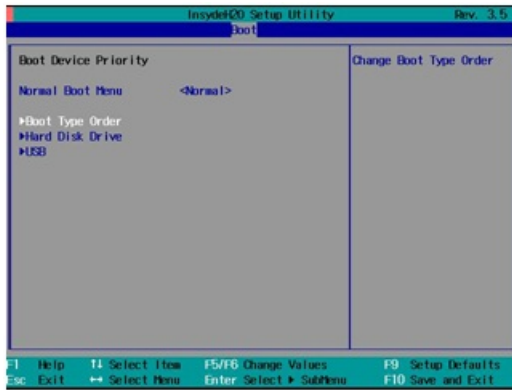 InsydeH2O Setup Utility Rev. 3.5
Boot
Boot Device Priority
Change Boot Type Order
Normal Boot Menu <Normal>
▶Boot Type Order
▶Hard Disk Drive
▶USB
F1 Help ↑↓ Select Item F5/F6 Change Values F9 Setup Defaults
Esc Exit ↔ Select Menu Enter Select ▶ SubMenu F10 Save and Exit